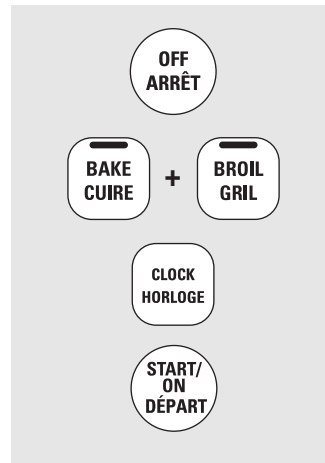 OFF
ARRÊT
BAKE
CUIRE
+
BROIL
GRIL
CLOCK
HORLOGE
START/
ON
DÉPART